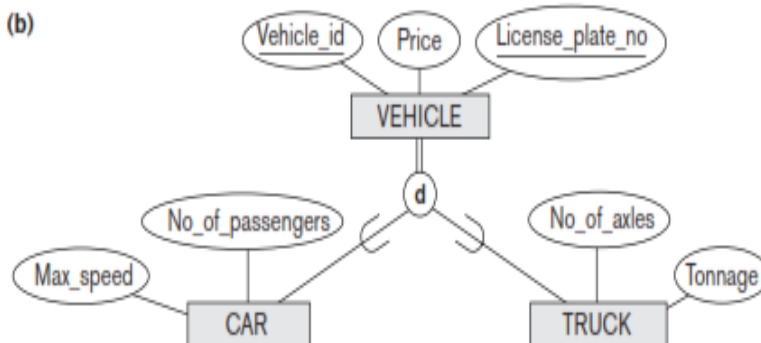 (b)
Vehicle_id
Price
License_plate_no
VEHICLE
d
No_of_passengers
No_of_axles
Max_speed
Tonnage
CAR
TRUCK